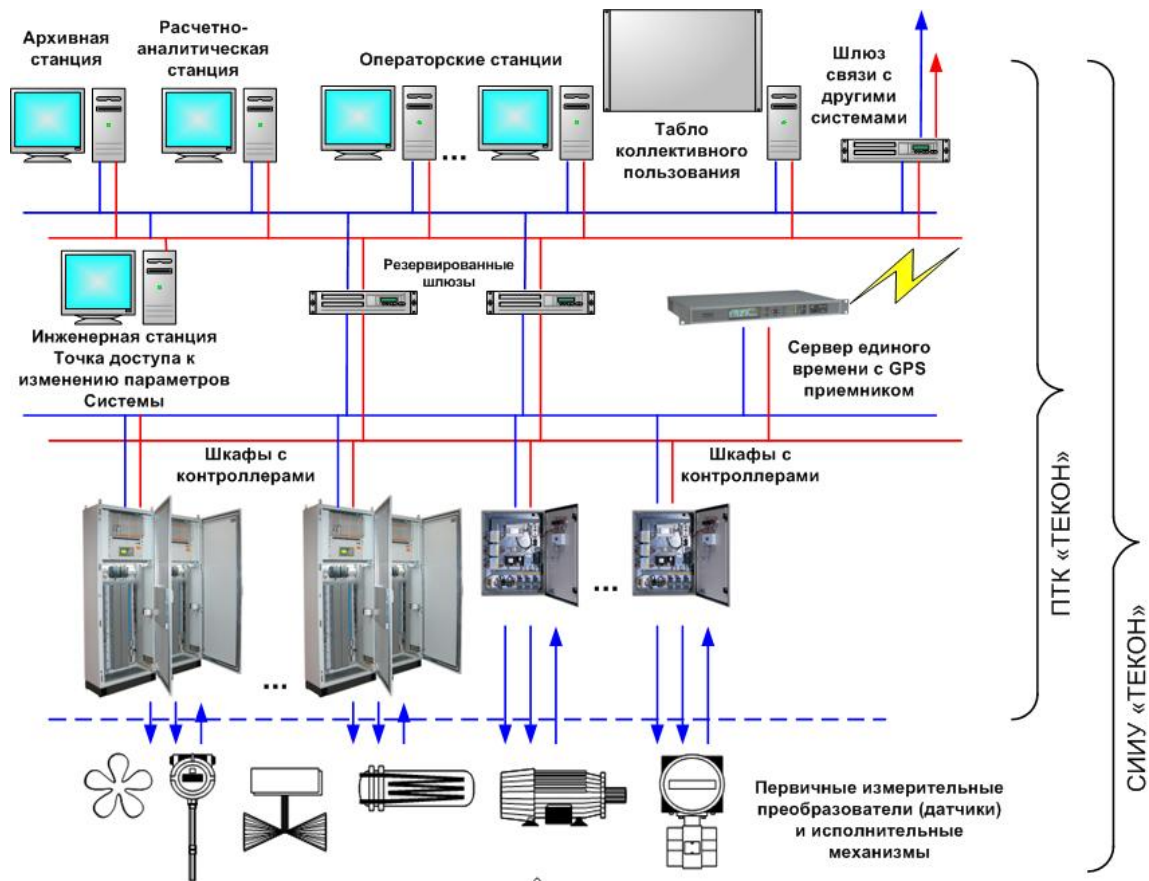 Архивная
станция
Расчетно-
аналитическая
станция
Операторские станции
...
Табло
коллективного
пользования
Шлюз
связи с
другими
системами
Инженерная станция
Точка доступа к
изменению параметров
Системы
Резервированные
шлюзы
Сервер единого
времени с GPS
приемником
Шкафы с
контроллерами
Шкафы с
контроллерами
...
...
Первичные измерительные
преобразователи (датчики)
и исполнительные
механизмы
ПТК «ТЕКОН»
СИИУ «ТЕКОН»